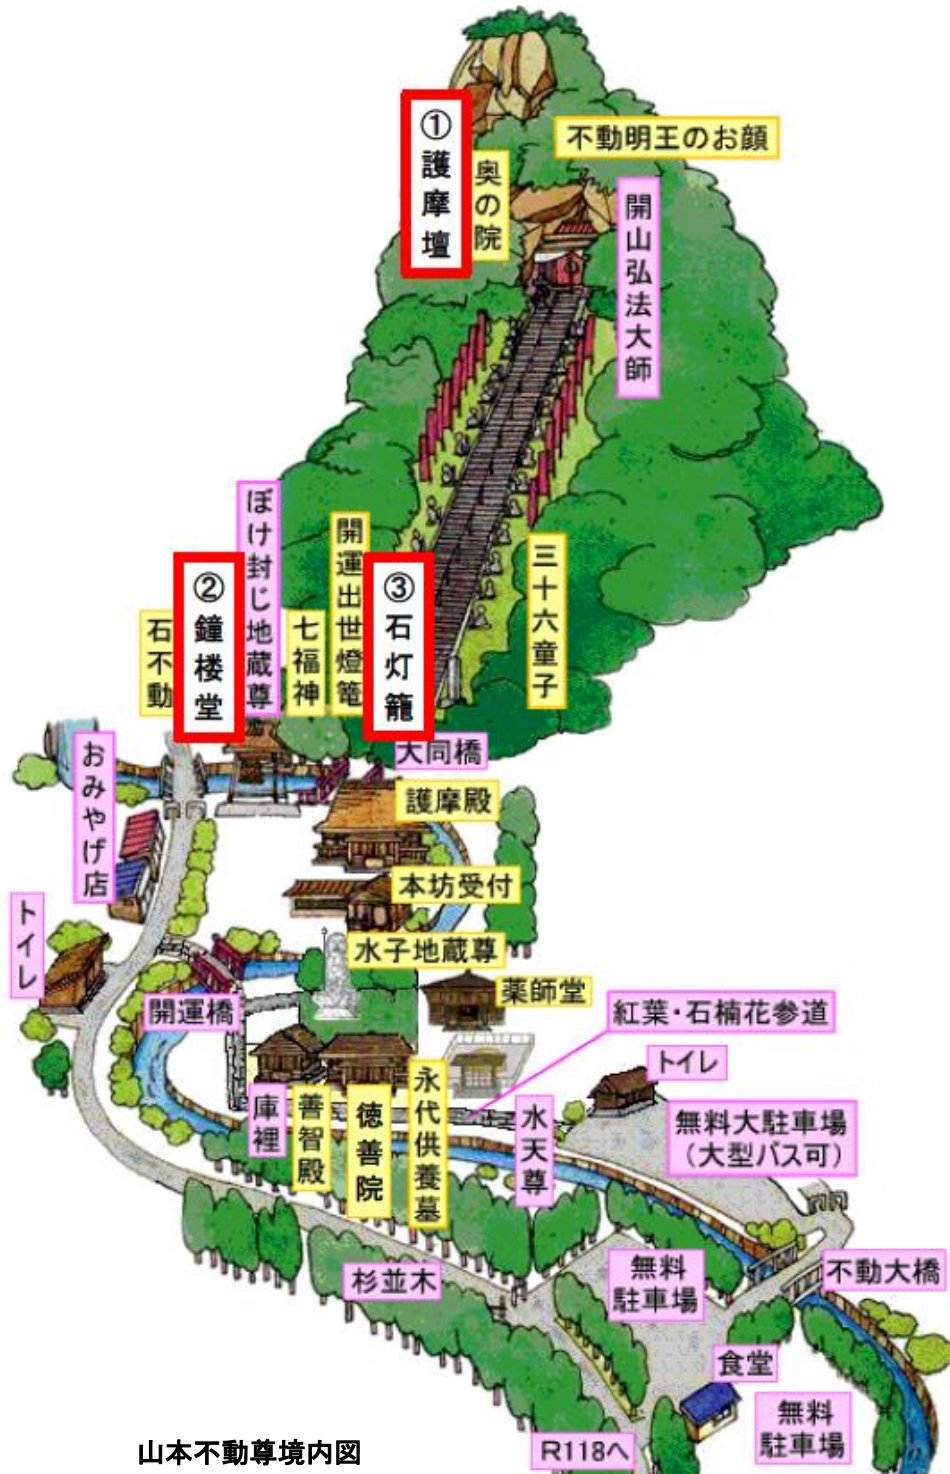 ①護摩壇
奥の院
不動明王のお顔
開山弘法大師
ぼけ封じ地蔵尊
開運出世燈篭
三十六童子
石不動
②鐘楼堂
七福神
③石灯籠
大同橋
おみやげ店
護摩殿
本坊受付
トイレ
水子地蔵尊
薬師堂
開運橋
紅葉・石楠花参道
トイレ
庫裡
善智殿
徳善院
永代供養墓
水天尊
無料大駐車場
（大型バス可）
杉並木
無料
駐車場
不動大橋
食堂
無料
駐車場
R118へ
山本不動尊境内図